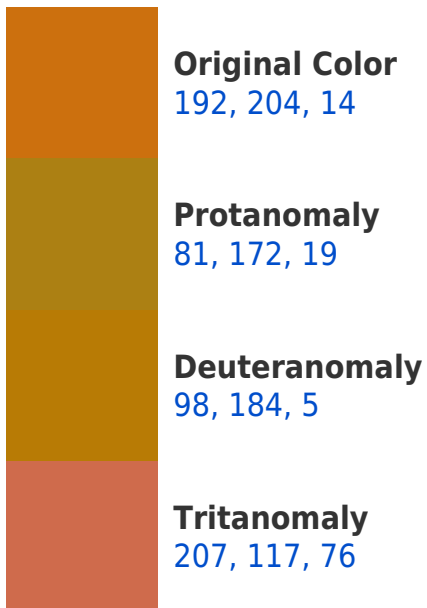 Original Color
192, 204, 14
Protanomaly
81, 172, 19
Deuteranomaly
98, 184, 5
Tritanomaly
207, 117, 76